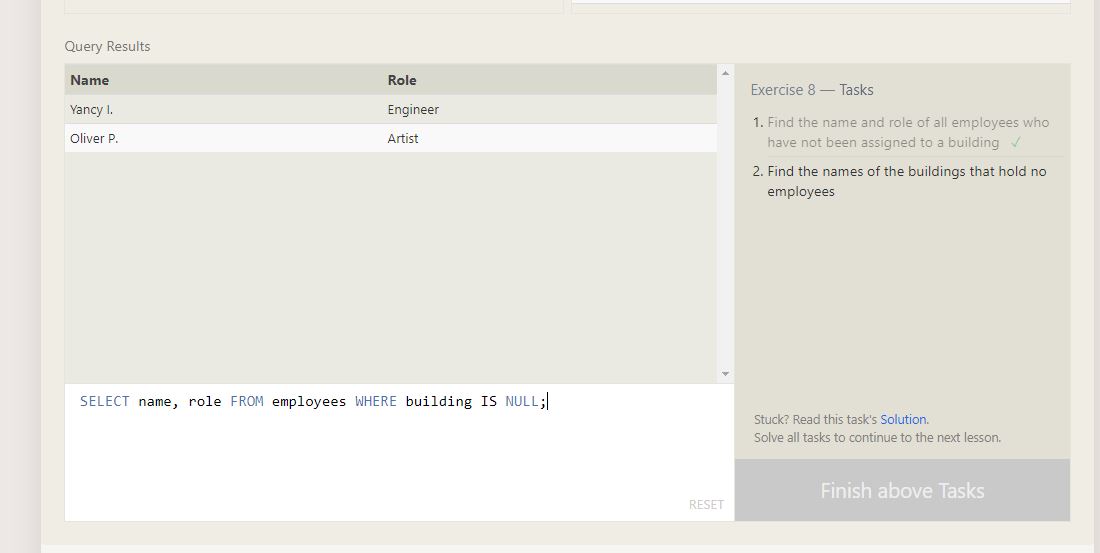 Query Results
Name Role
Yancy I. Engineer
Oliver P. Artist
SELECT name, role FROM employees WHERE building IS NULL;
RESET
Exercise 8 — Tasks
1. Find the name and role of all employees who
have not been assigned to a building ✓
2. Find the names of the buildings that hold no
employees
Stuck? Read this task's Solution.
Solve all tasks to continue to the next lesson.
Finish above Tasks